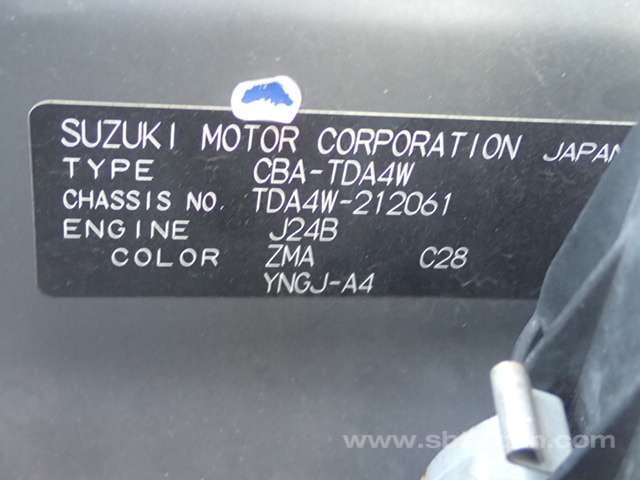 SUZUKI MOTOR CORPORATION JAPAN
TYPE CBA-TDA4W
CHASSIS NO. TDA4W-212061
ENGINE J24B
COLOR ZMA C28
YNGJ-A4